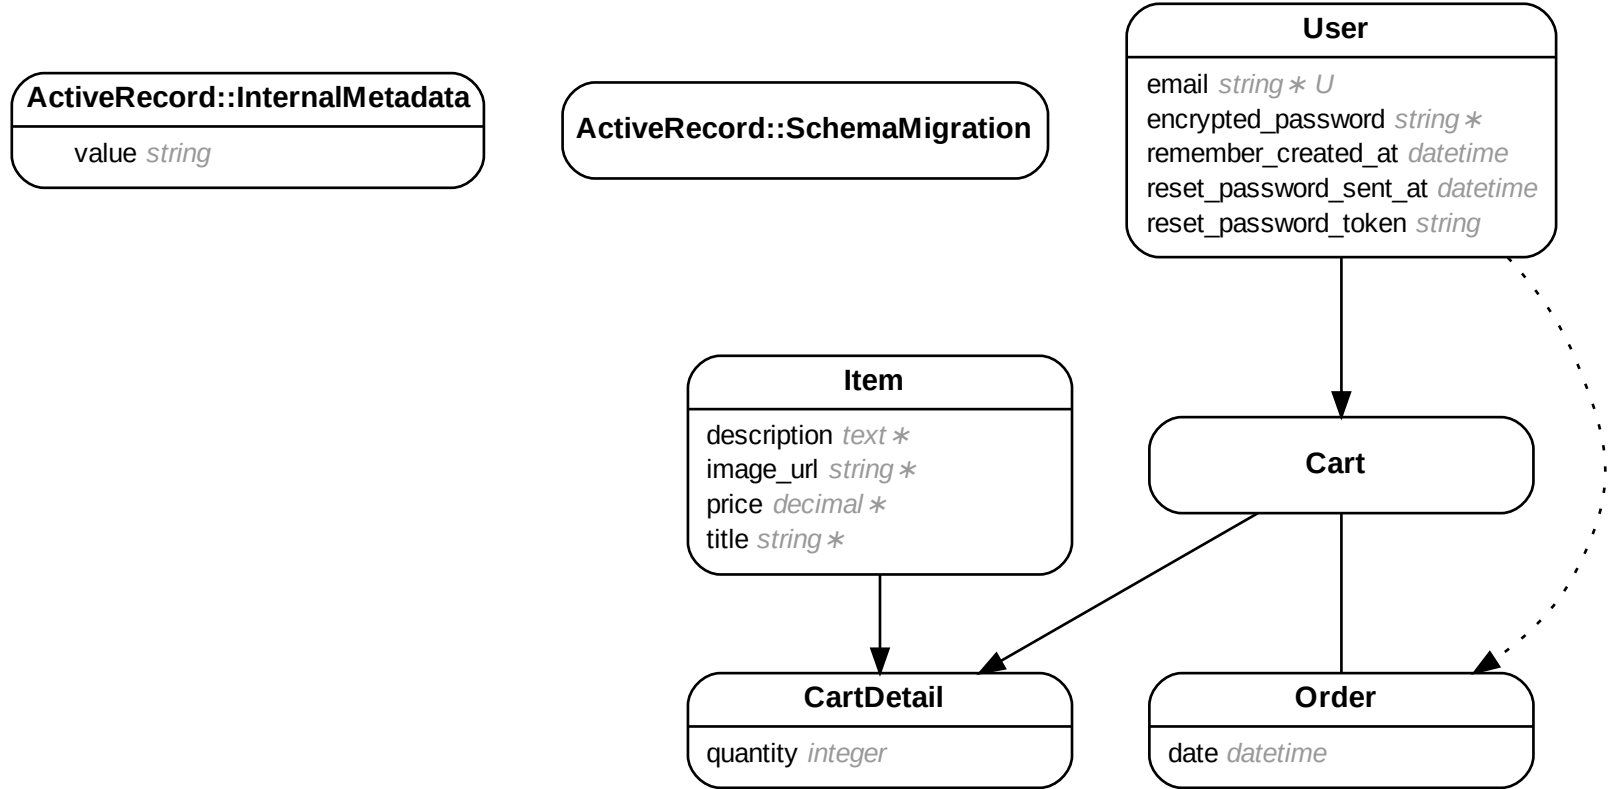 ActiveRecord::InternalMetadata
value string
ActiveRecord::SchemaMigration
User
email string ∗ U
encrypted_password string ∗
remember_created_at datetime
reset_password_sent_at datetime
reset_password_token string
Item
description text ∗
image_url string ∗
price decimal ∗
title string ∗
Cart
CartDetail
quantity integer
Order
date datetime